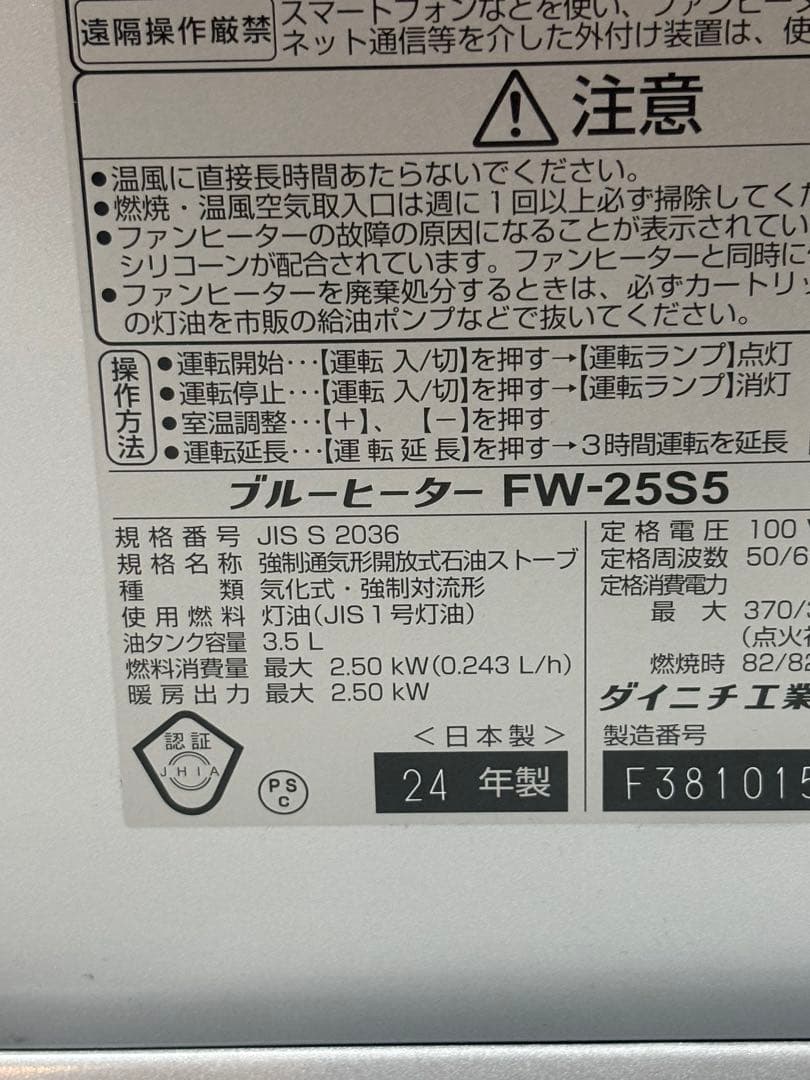 遠隔操作厳禁
スマートフォンなどを使い、ファンヒータ
ネット通信等を介した外付け装置は、使
注意
●温風に直接長時間あたらないでください。
●燃焼・温風空気取入口は週に1回以上必ず掃除してくだ
●ファンヒーターの故障の原因になることが表示されてい
シリコーンが配合されています。ファンヒーターと同時に
●ファンヒーターを廃棄処分するときは、必ずカートリッ
の灯油を市販の給油ポンプなどで抜いてください。
操作方法
●運転開始…【運転 入/切】を押す→【運転ランプ】点灯
●運転停止…【運転 入/切】を押す→【運転ランプ】消灯
●室温調整…【+】、【-】を押す
●運転延長…【運転延長】を押す→3時間運転を延長
ブルーヒーター FW-25S5
規格番号 JIS S 2036
規格名称 強制通気形開放式石油ストーブ
種類 気化式・強制対流形
使用燃料 灯油(JIS1号灯油)
油タンク容量 3.5 L
燃料消費量 最大 2.50 kW(0.243 L/h)
暖房出力 最大 2.50 kW
定格電圧 100
定格周波数 50/6
定格消費電力
最大 370/
(点火
燃焼時 82/82
ダイニチ工業
認証
JHIA
PS
C
<日本製>
24 年製
製造番号
F381015